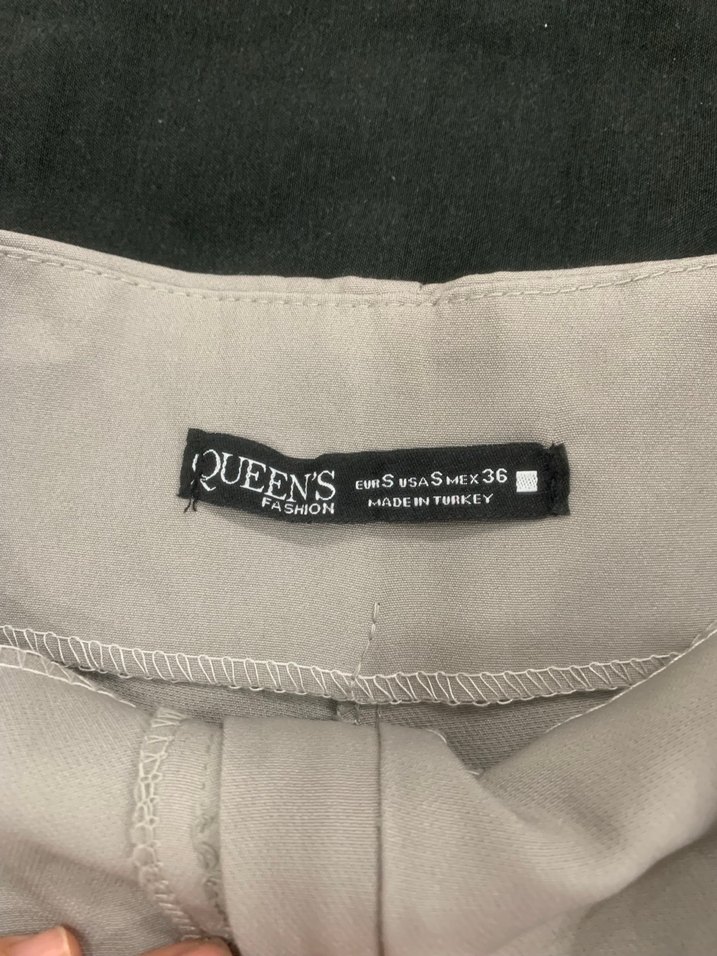 QUEEN'S
FASHION
EUR S USA S MEX 36
MADE IN TURKEY